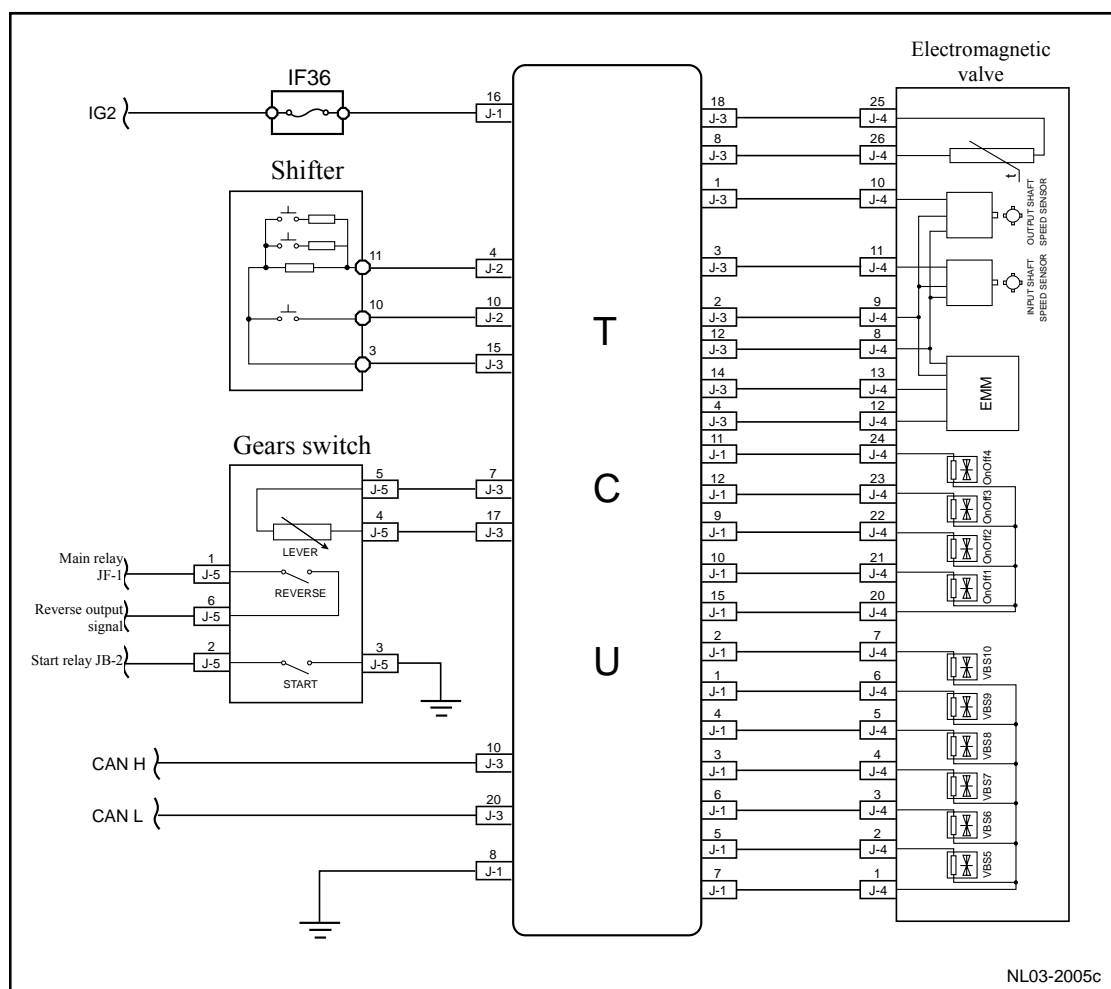 Electromagnetic
valve
IF36
IG2
16
J-1
Shifter
11
4
J-2
10
10
J-2
3
15
J-3
Gears switch
5
J-5
7
J-3
4
J-5
17
J-3
LEVER
Main relay
JF-1
1
J-5
REVERSE
Reverse output
signal
6
J-5
Start relay JB-2
2
J-5
3
J-5
START
CAN H
10
J-3
CAN L
20
J-3
8
J-1
T
C
U
18
J-3
25
J-4
8
J-3
26
J-4
t
1
J-3
10
J-4
OUTPUT SHAFT
SPEED SENSOR
3
J-3
11
J-4
INPUT SHAFT
SPEED SENSOR
2
J-3
9
J-4
12
J-3
8
J-4
14
J-3
13
J-4
EMM
4
J-3
12
J-4
11
J-1
24
J-4
OnOff4
12
J-1
23
J-4
OnOff3
9
J-1
22
J-4
OnOff2
10
J-1
21
J-4
OnOff1
15
J-1
20
J-4
2
J-1
7
J-4
VBS10
1
J-1
6
J-4
VBS9
4
J-1
5
J-4
VBS8
3
J-1
4
J-4
VBS7
6
J-1
3
J-4
VBS6
5
J-1
2
J-4
VBS5
7
J-1
1
J-4
NL03-2005c